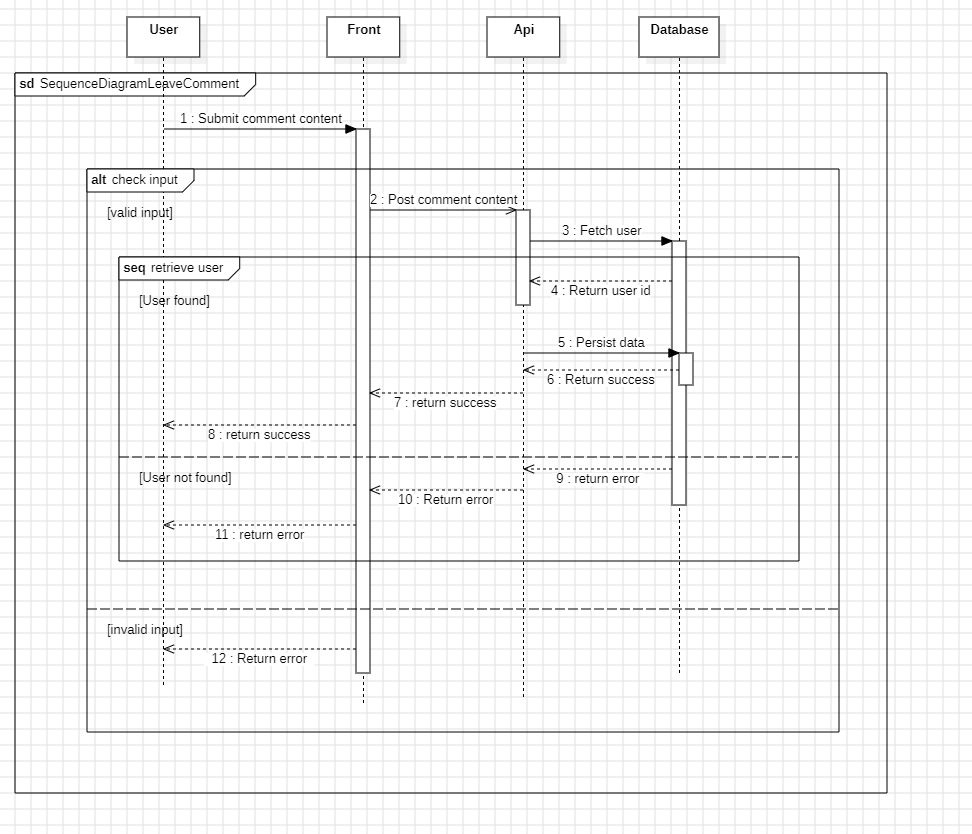 User
Front
Api
Database
sd SequenceDiagramLeaveComment
1 : Submit comment content
alt check input
2 : Post comment content
[valid input]
3 : Fetch user
seq retrieve user
4 : Return user id
[User found]
5 : Persist data
6 : Return success
7 : return success
8 : return success
[User not found]
9 : return error
10 : Return error
11 : return error
[invalid input]
12 : Return error